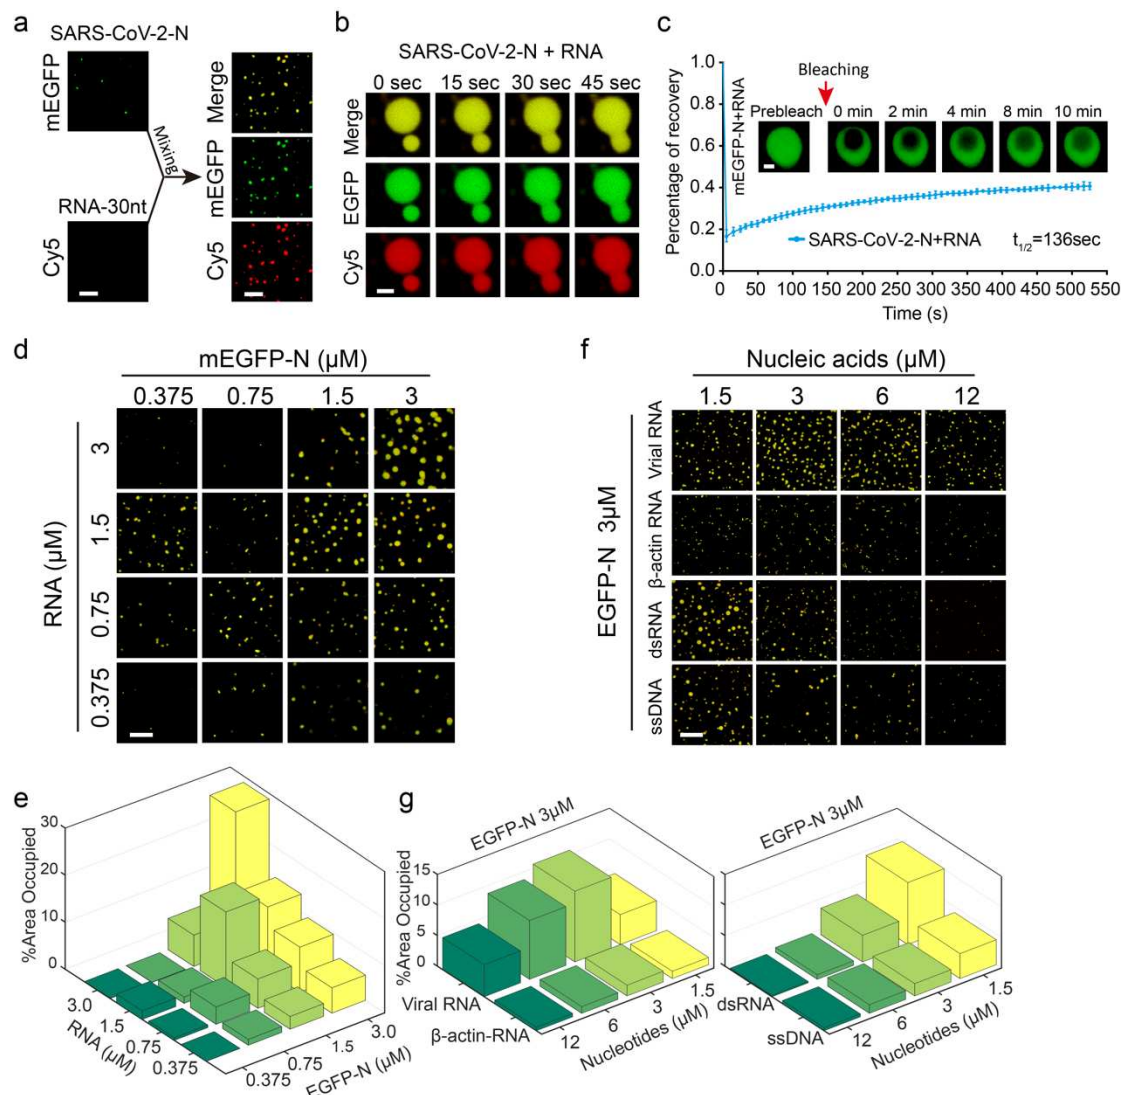 a
SARS-CoV-2-N
mEGFP
Mixing
RNA-30nt
Cy5
Merge
mEGFP
Cy5
b
SARS-CoV-2-N + RNA
0 sec 15 sec 30 sec 45 sec
Merge
EGFP
Cy5
c
Percentage of recovery
1.0
0.8
0.6
0.4
0.2
0.0
mEGFP-N+RNA
Bleaching
Prebleach 0 min 2 min 4 min 8 min 10 min
SARS-CoV-2-N+RNA t1/2=136sec
0 50 100 150 200 250 300 350 400 450 500 550
Time (s)
d
mEGFP-N (μM)
0.375 0.75 1.5 3
RNA (μM)
3
1.5
0.75
0.375
f
Nucleic acids (μM)
1.5 3 6 12
EGFP-N 3μM
Vrial RNA
β-actin RNA
dsRNA
ssDNA
e
%Area Occupied
30
20
10
0
3.0
1.5
0.75
0.375
RNA (μM)
0.375
0.75
1.5
3.0
EGFP-N (μM)
g
EGFP-N 3μM
%Area Occupied
15
10
5
0
Viral RNA
β-actin-RNA
12
6
3
1.5
Nucleotides (μM)
EGFP-N 3μM
dsRNA
ssDNA
12
6
3
1.5
Nucleotides (μM)